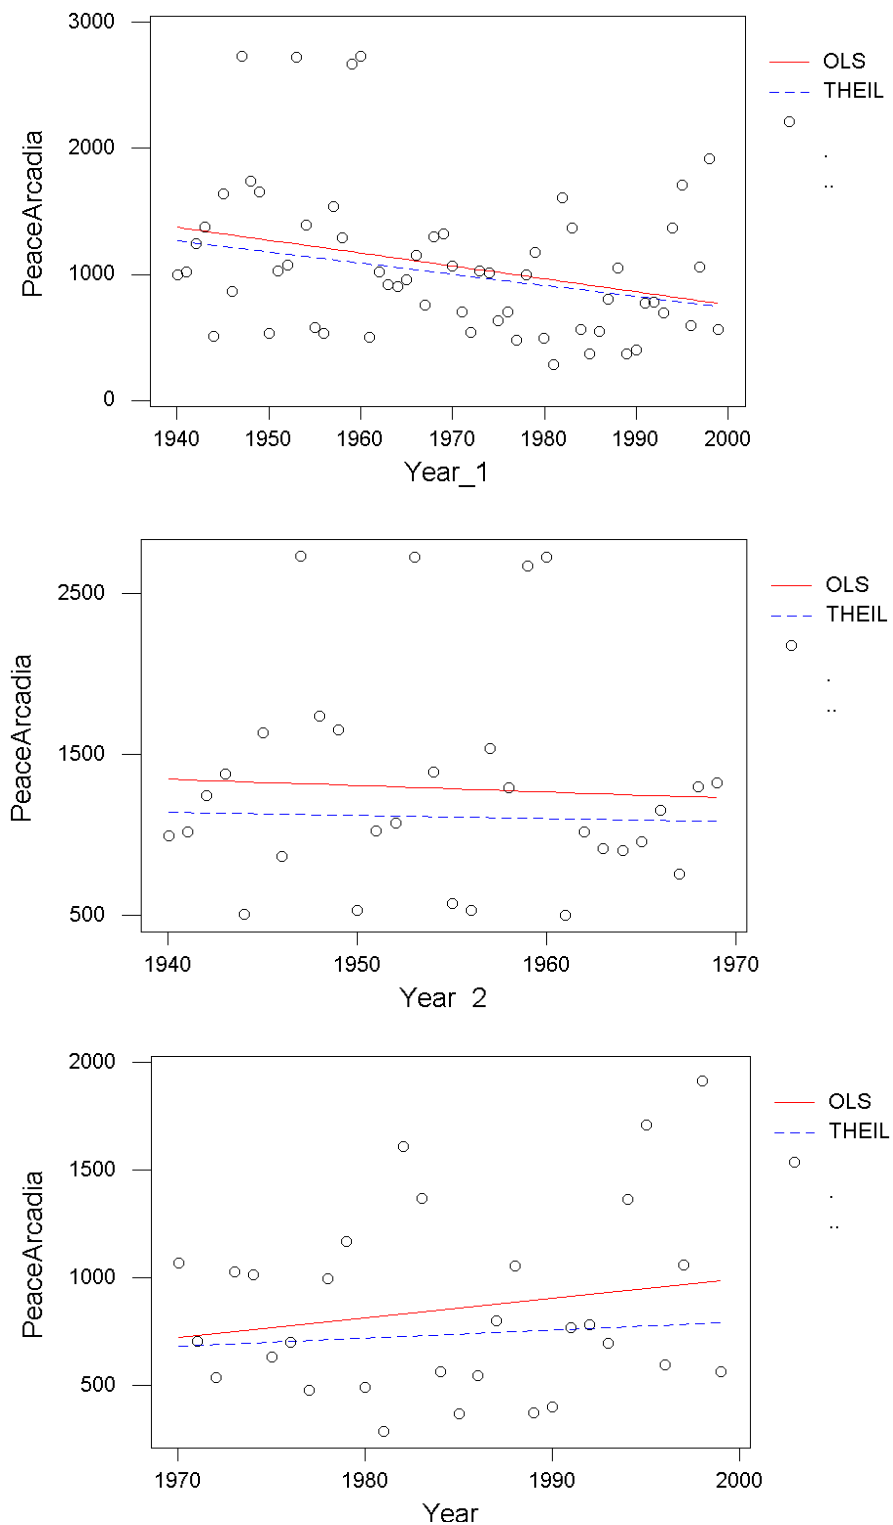 3000
OLS
THEIL
2000
.
..
PeaceArcadia
1000
0
1940 1950 1960 1970 1980 1990 2000
Year_1
2500
OLS
THEIL
.
..
PeaceArcadia
1500
500
1940 1950 1960 1970
Year 2
2000
OLS
THEIL
1500
.
..
PeaceArcadia
1000
500
1970 1980 1990 2000
Year